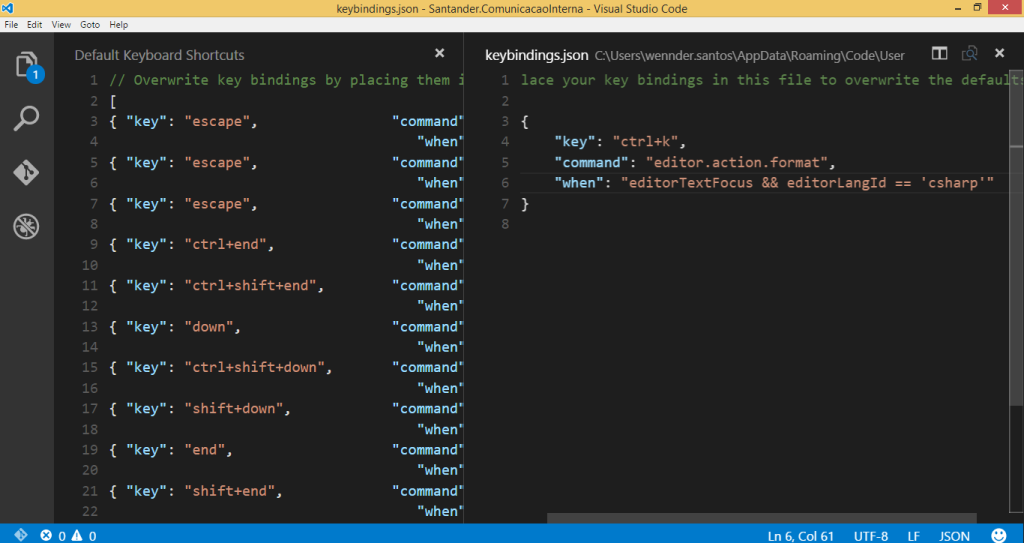 keybindings.json - Santander.ComunicacaoInterna - Visual Studio Code
File Edit View Goto Help
1
Default Keyboard Shortcuts
1 // Overwrite key bindings by placing them i
2 [
3 { "key": "escape", "command"
4 "when"
5 { "key": "escape", "command"
6 "when"
7 { "key": "escape", "command"
8 "when"
9 { "key": "ctrl+end", "command"
10 "when"
11 { "key": "ctrl+shift+end", "command"
12 "when"
13 { "key": "down", "command"
14 "when"
15 { "key": "ctrl+shift+down", "command"
16 "when"
17 { "key": "shift+down", "command"
18 "when"
19 { "key": "end", "command"
20 "when"
21 { "key": "shift+end", "command"
22 "when"
keybindings.json C:\Users\wennder.santos\AppData\Roaming\Code\User
1 lace your key bindings in this file to overwrite the defaults
2
3 {
4 "key": "ctrl+k",
5 "command": "editor.action.format",
6 "when": "editorTextFocus && editorLangId == 'csharp'"
7 }
8
0 0 Ln 6, Col 61 UTF-8 LF JSON